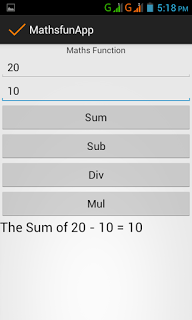 G G 5:18 PM
MathsfunApp
Maths Function
20
10
Sum
Sub
Div
Mul
The Sum of 20 - 10 = 10